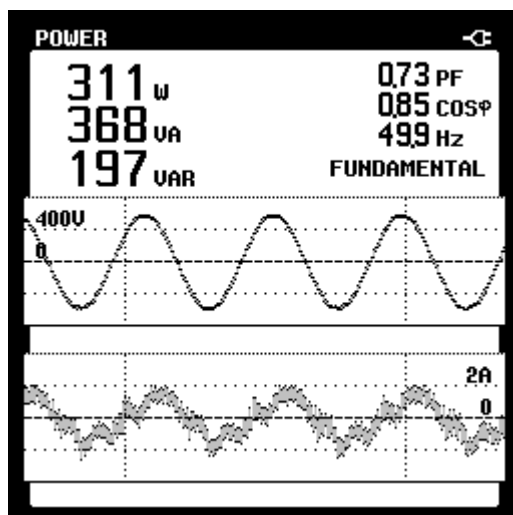 POWER
311 W 0,73 PF
368 VA 0,85 COSφ
197 VAR 49,9 Hz
FUNDAMENTAL
400V
0
2A
0